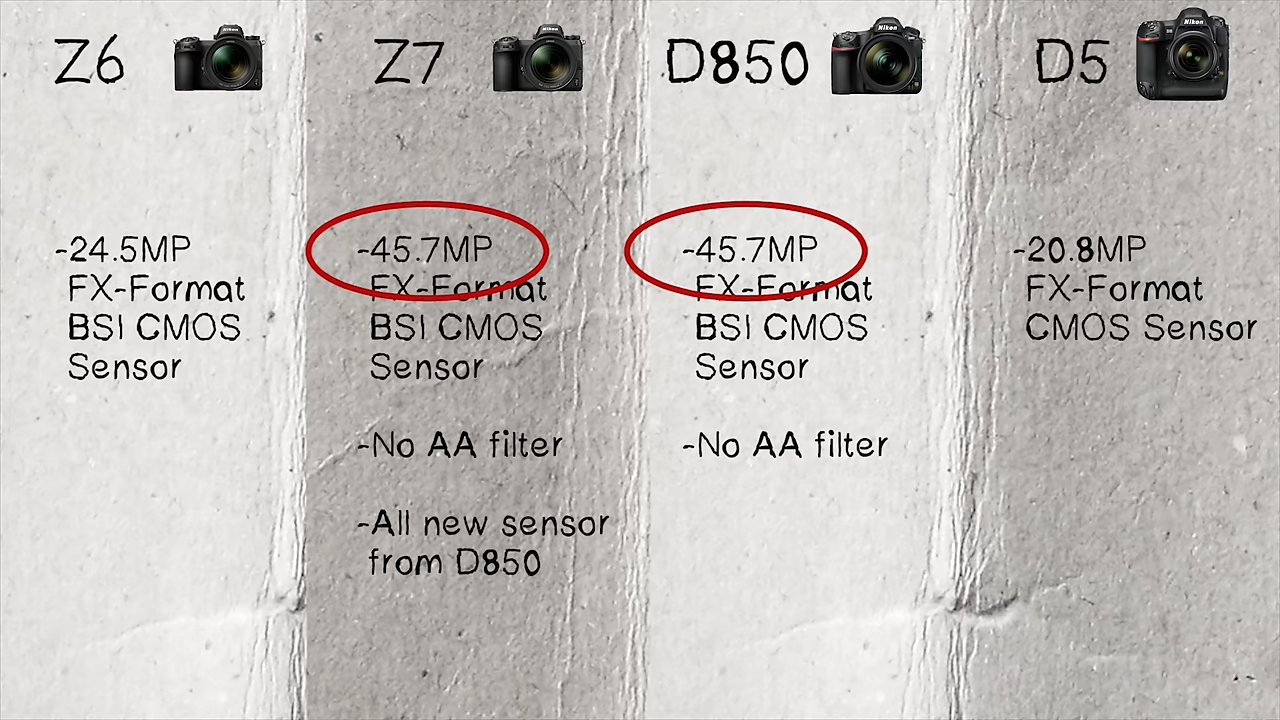 Z6
Z7
D850
D5
-24.5MP
FX-Format
BSI CMOS
Sensor
-45.7MP
FX-Format
BSI CMOS
Sensor
-No AA filter
-All new sensor
from D850
-45.7MP
FX-Format
BSI CMOS
Sensor
-No AA filter
-20.8MP
FX-Format
CMOS Sensor